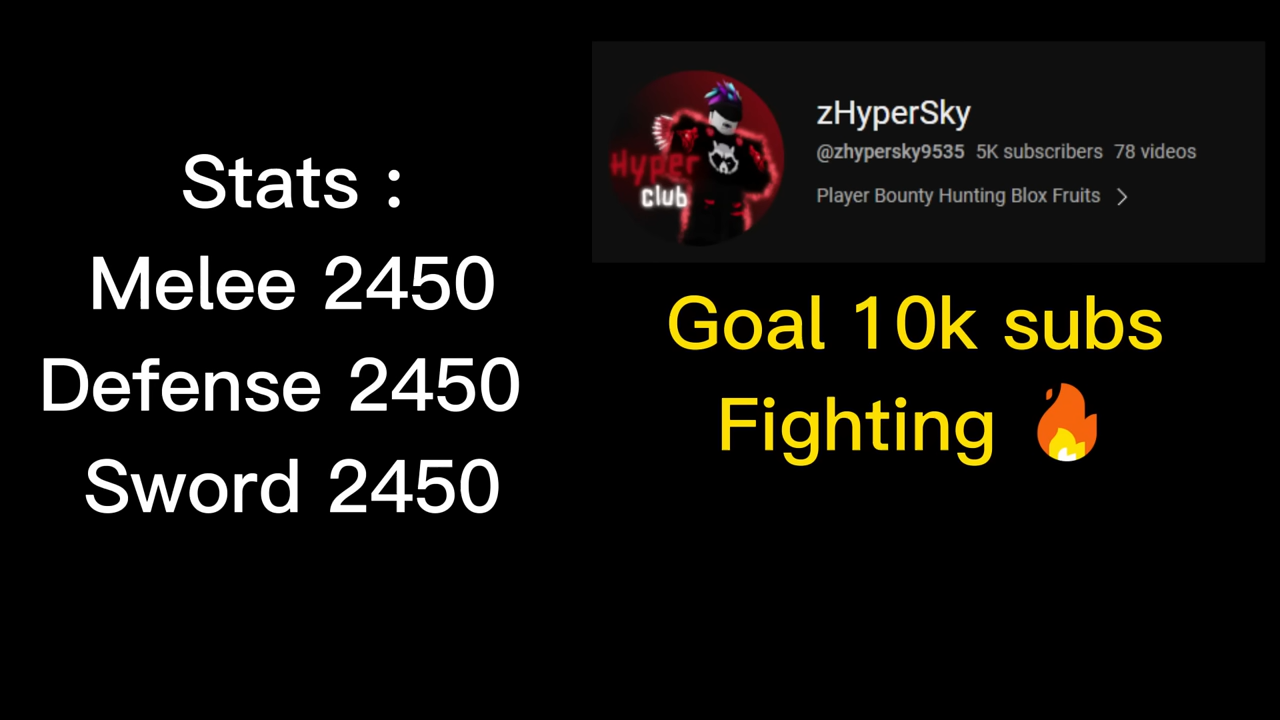 Stats :
Melee 2450
Defense 2450
Sword 2450
Hyper
club
zHyperSky
@zhypersky9535 5K subscribers 78 videos
Player Bounty Hunting Blox Fruits
Goal 10k subs
Fighting 🔥